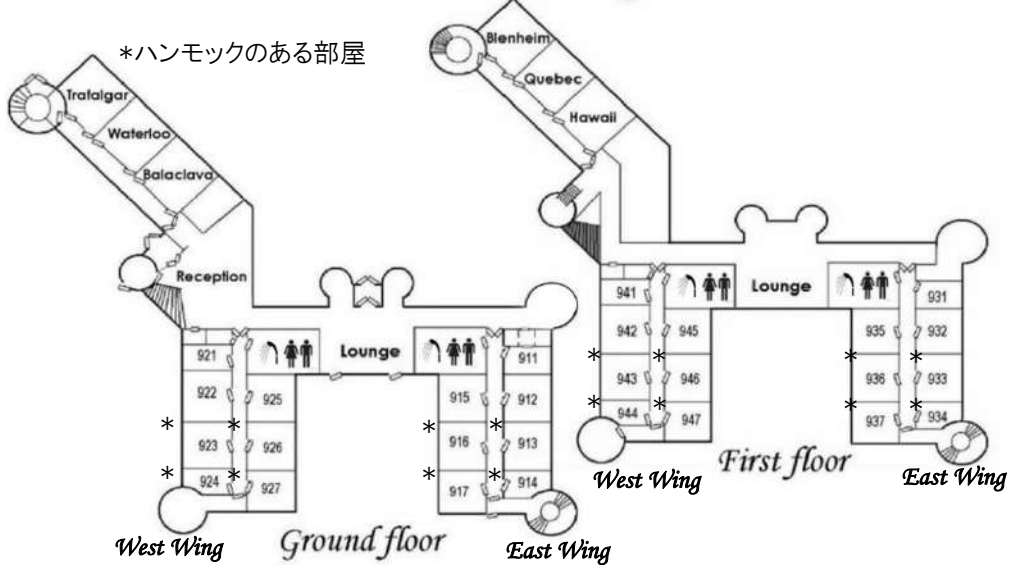 *ハンモックのある部屋
Trafalgar
Waterloo
Balaclava
Reception
Lounge
921
922
923
924
925
926
927
* *
* *
915
916
917
911
912
913
914
* *
* *
West Wing
Ground floor
East Wing
Blenheim
Quebec
Hawaii
Lounge
941
942
943
944
945
946
947
* *
* *
935
936
937
931
932
933
934
* *
* *
West Wing
First floor
East Wing